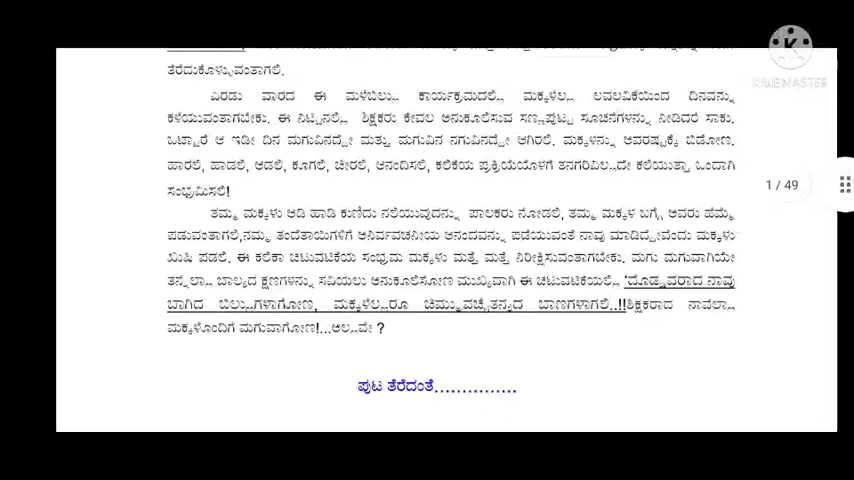 ತೆರೆದುಕೊಳ್ಳುವಂತಾಗಲಿ.
KINEMASTER
ಎರಡು ವಾರದ ಈ ಮಳೆಬಿಲ್ಲು ಕಾರ್ಯಕ್ರಮದಲ್ಲಿ ಮಕ್ಕಳೆಲ್ಲ ಲವಲವಿಕೆಯಿಂದ ದಿನವನ್ನು
ಕಳೆಯುವಂತಾಗಬೇಕು. ಈ ನಿಟ್ಟಿನಲ್ಲಿ ಶಿಕ್ಷಕರು ಕೇವಲ ಅನುಕೂಲಿಸುವ ಸಣ್ಣಪುಟ್ಟ ಸೂಚನೆಗಳನ್ನು ನೀಡಿದರೆ ಸಾಕು.
ಒಟ್ಟಾರೆ ಆ ಇಡೀ ದಿನ ಮಗುವಿನದ್ದೇ ಮತ್ತು ಮಗುವಿನ ನಗುವಿನದ್ದೇ ಆಗಿರಲಿ. ಮಕ್ಕಳನ್ನು ಅವರಷ್ಟಕ್ಕೆ ಬಿಡೋಣ.
ಹಾರಲಿ, ಹಾಡಲಿ, ಆಡಲಿ, ಕೂಗಲಿ, ಚೀರಲಿ, ಆನಂದಿಸಲಿ, ಕಲಿಕೆಯ ಪ್ರಕ್ರಿಯೆಯೊಳಗೆ ತನಗರಿವಿಲ್ಲದೇ ಕಲಿಯುತ್ತಾ ಒಂದಾಗಿ
1 / 49
ಸಂಭ್ರಮಿಸಲಿ!
ತಮ್ಮ ಮಕ್ಕಳು ಆಡಿ ಹಾಡಿ ಕುಣಿದು ನಲಿಯುವುದನ್ನು ಪಾಲಕರು ನೋಡಲಿ, ತಮ್ಮ ಮಕ್ಕಳ ಬಗ್ಗೆ ಅವರು ಹೆಮ್ಮೆ
ಪಡುವಂತಾಗಲಿ,ನಮ್ಮ ತಂದೆತಾಯಿಗಳಿಗೆ ಅನಿರ್ವಚನೀಯ ಆನಂದವನ್ನು ಪಡೆಯುವಂತೆ ನಾವು ಮಾಡಿದ್ದೇವೆಂದು ಮಕ್ಕಳು
ಖುಷಿ ಪಡಲಿ. ಈ ಕಲಿಕಾ ಚಟುವಟಿಕೆಯ ಸಂಭ್ರಮ ಮಕ್ಕಳು ಮತ್ತೆ ಮತ್ತೆ ನಿರೀಕ್ಷಿಸುವಂತಾಗಬೇಕು. ಮಗು ಮಗುವಾಗಿಯೇ
ತನ್ನೆಲ್ಲಾ ಬಾಲ್ಯದ ಕ್ಷಣಗಳನ್ನು ಸವಿಯಲು ಅನುಕೂಲಿಸೋಣ ಮುಖ್ಯವಾಗಿ ಈ ಚಟುವಟಿಕೆಯಲ್ಲಿ 'ದೊಡ್ಡವರಾದ ನಾವು
ಬಾಗಿದ ಬಿಲ್ಲುಗಳಾಗೋಣ, ಮಕ್ಕಳೆಲ್ಲರೂ ಚಿಮ್ಮುವಚೈತನ್ಯದ ಬಾಣಗಳಾಗಲಿ..!!ಶಿಕ್ಷಕರಾದ ನಾವೆಲ್ಲಾ
ಮಕ್ಕಳೊಂದಿಗೆ ಮಗುವಾಗೋಣ!...ಅಲ್ಲವೇ ?
ಪುಟ ತೆರೆದಂತೆ...............